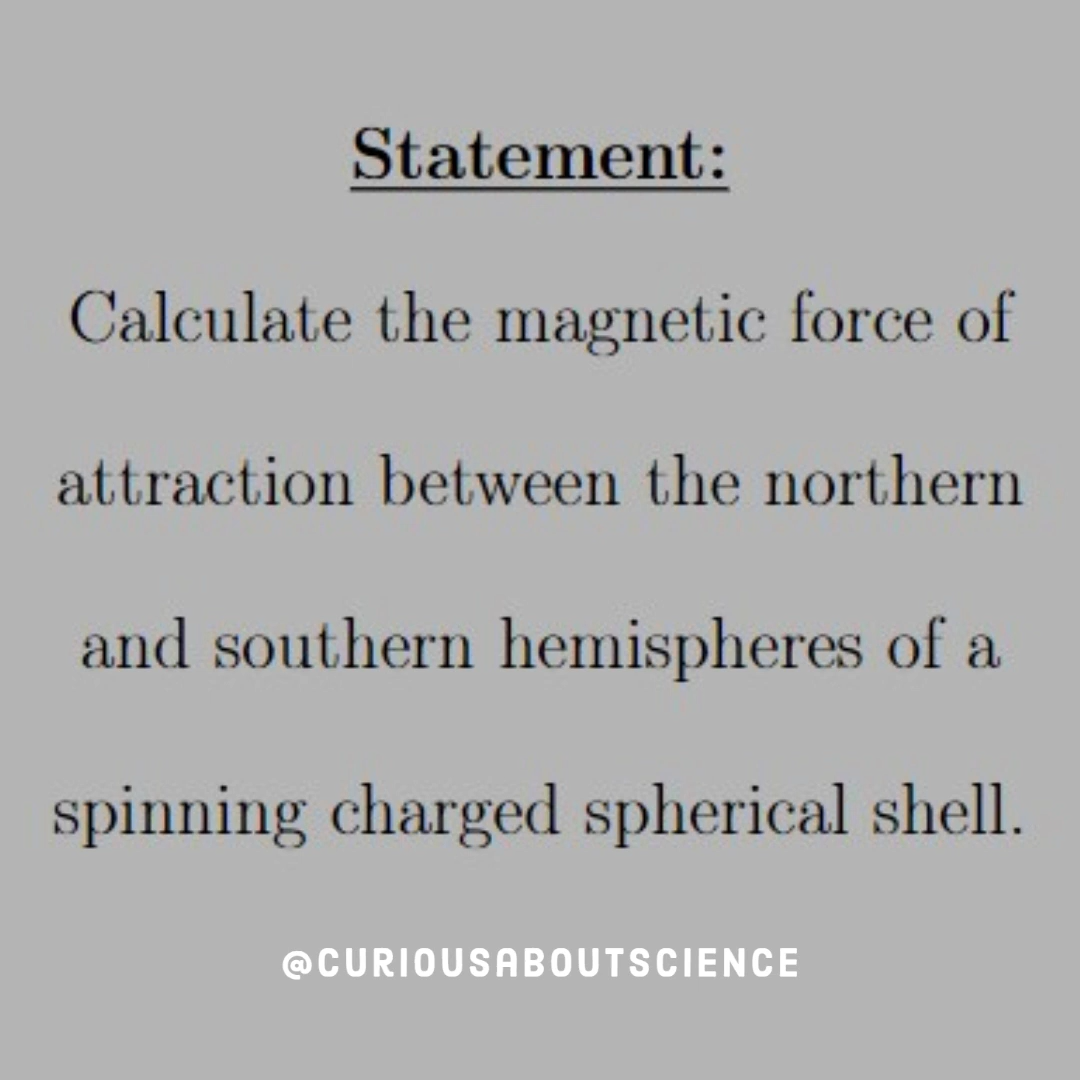 Statement:
Calculate the magnetic force of
attraction between the northern
and southern hemispheres of a
spinning charged spherical shell.
@CURIOUSABOUTSCIENCE